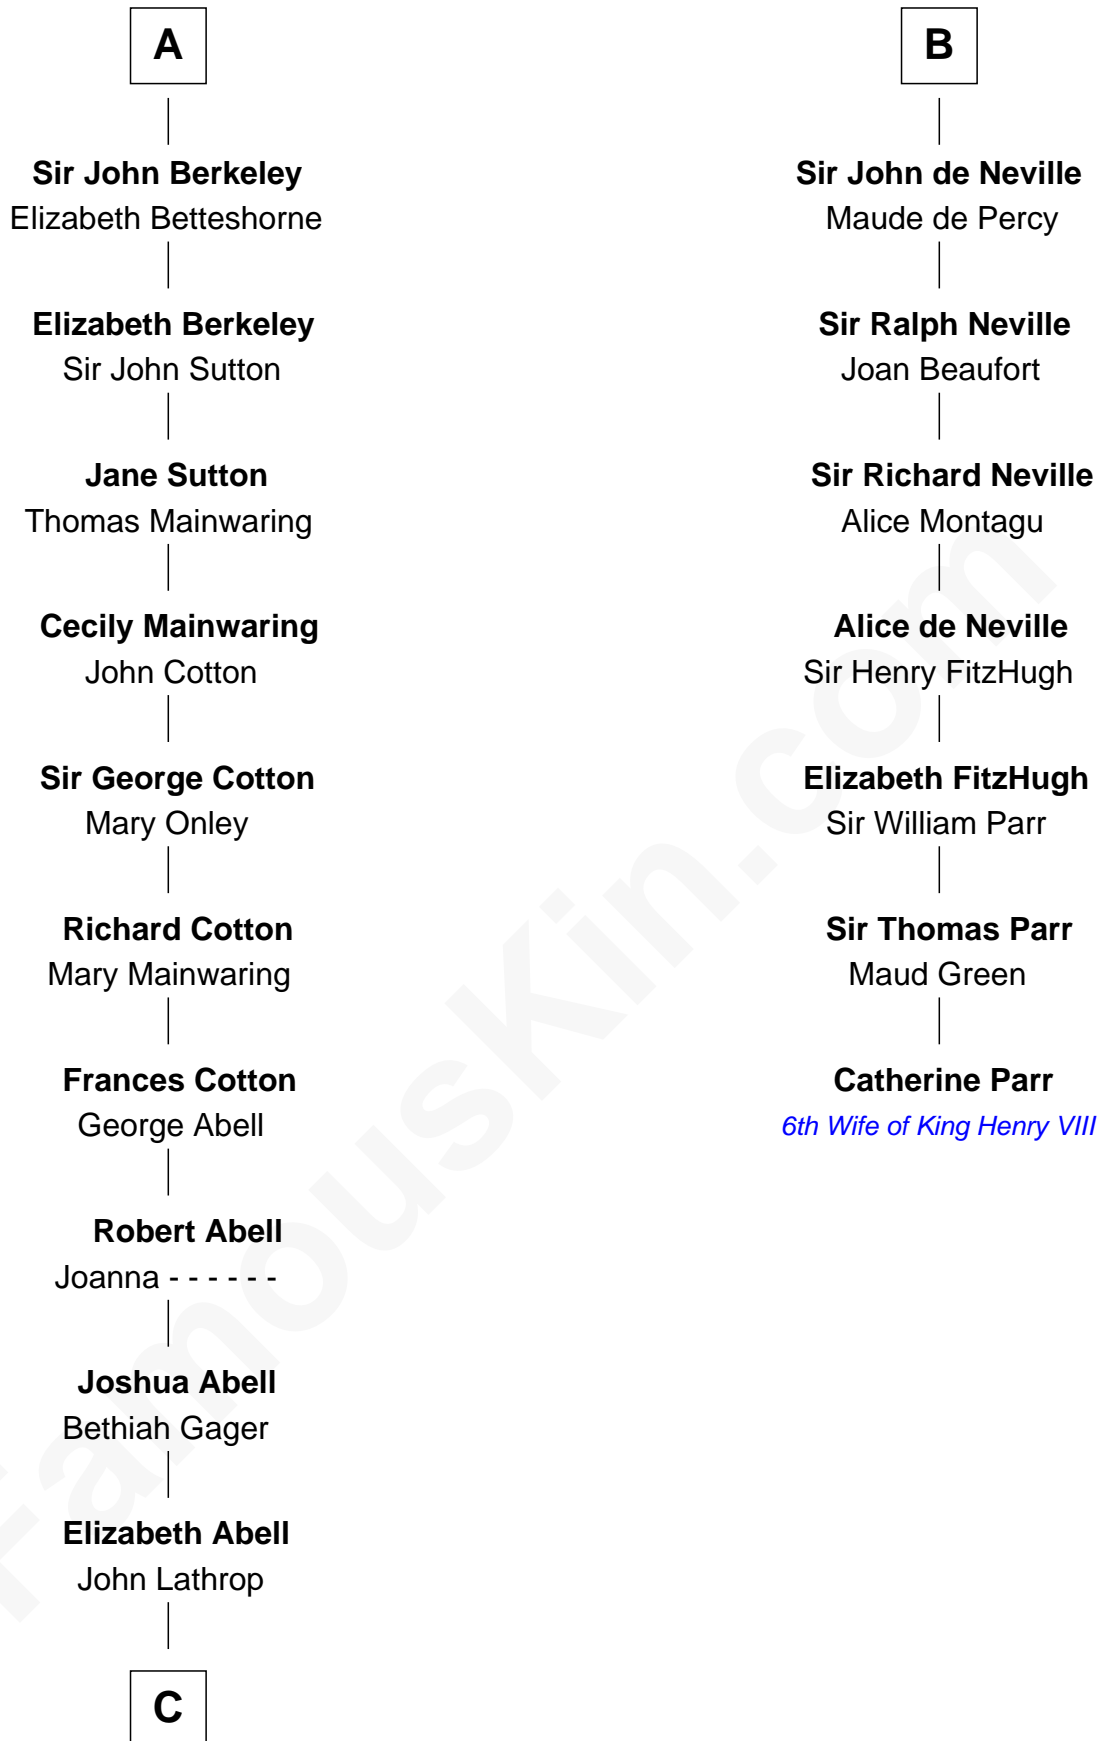 A
Sir John Berkeley
Elizabeth Betteshorne
Elizabeth Berkeley
Sir John Sutton
Jane Sutton
Thomas Mainwaring
Cecily Mainwaring
John Cotton
Sir George Cotton
Mary Onley
Richard Cotton
Mary Mainwaring
Frances Cotton
George Abell
Robert Abell
Joanna - - - - - -
Joshua Abell
Bethiah Gager
Elizabeth Abell
John Lathrop
C
B
Sir John de Neville
Maude de Percy
Sir Ralph Neville
Joan Beaufort
Sir Richard Neville
Alice Montagu
Alice de Neville
Sir Henry FitzHugh
Elizabeth FitzHugh
Sir William Parr
Sir Thomas Parr
Maud Green
Catherine Parr
6th Wife of King Henry VIII
FamousKin.com